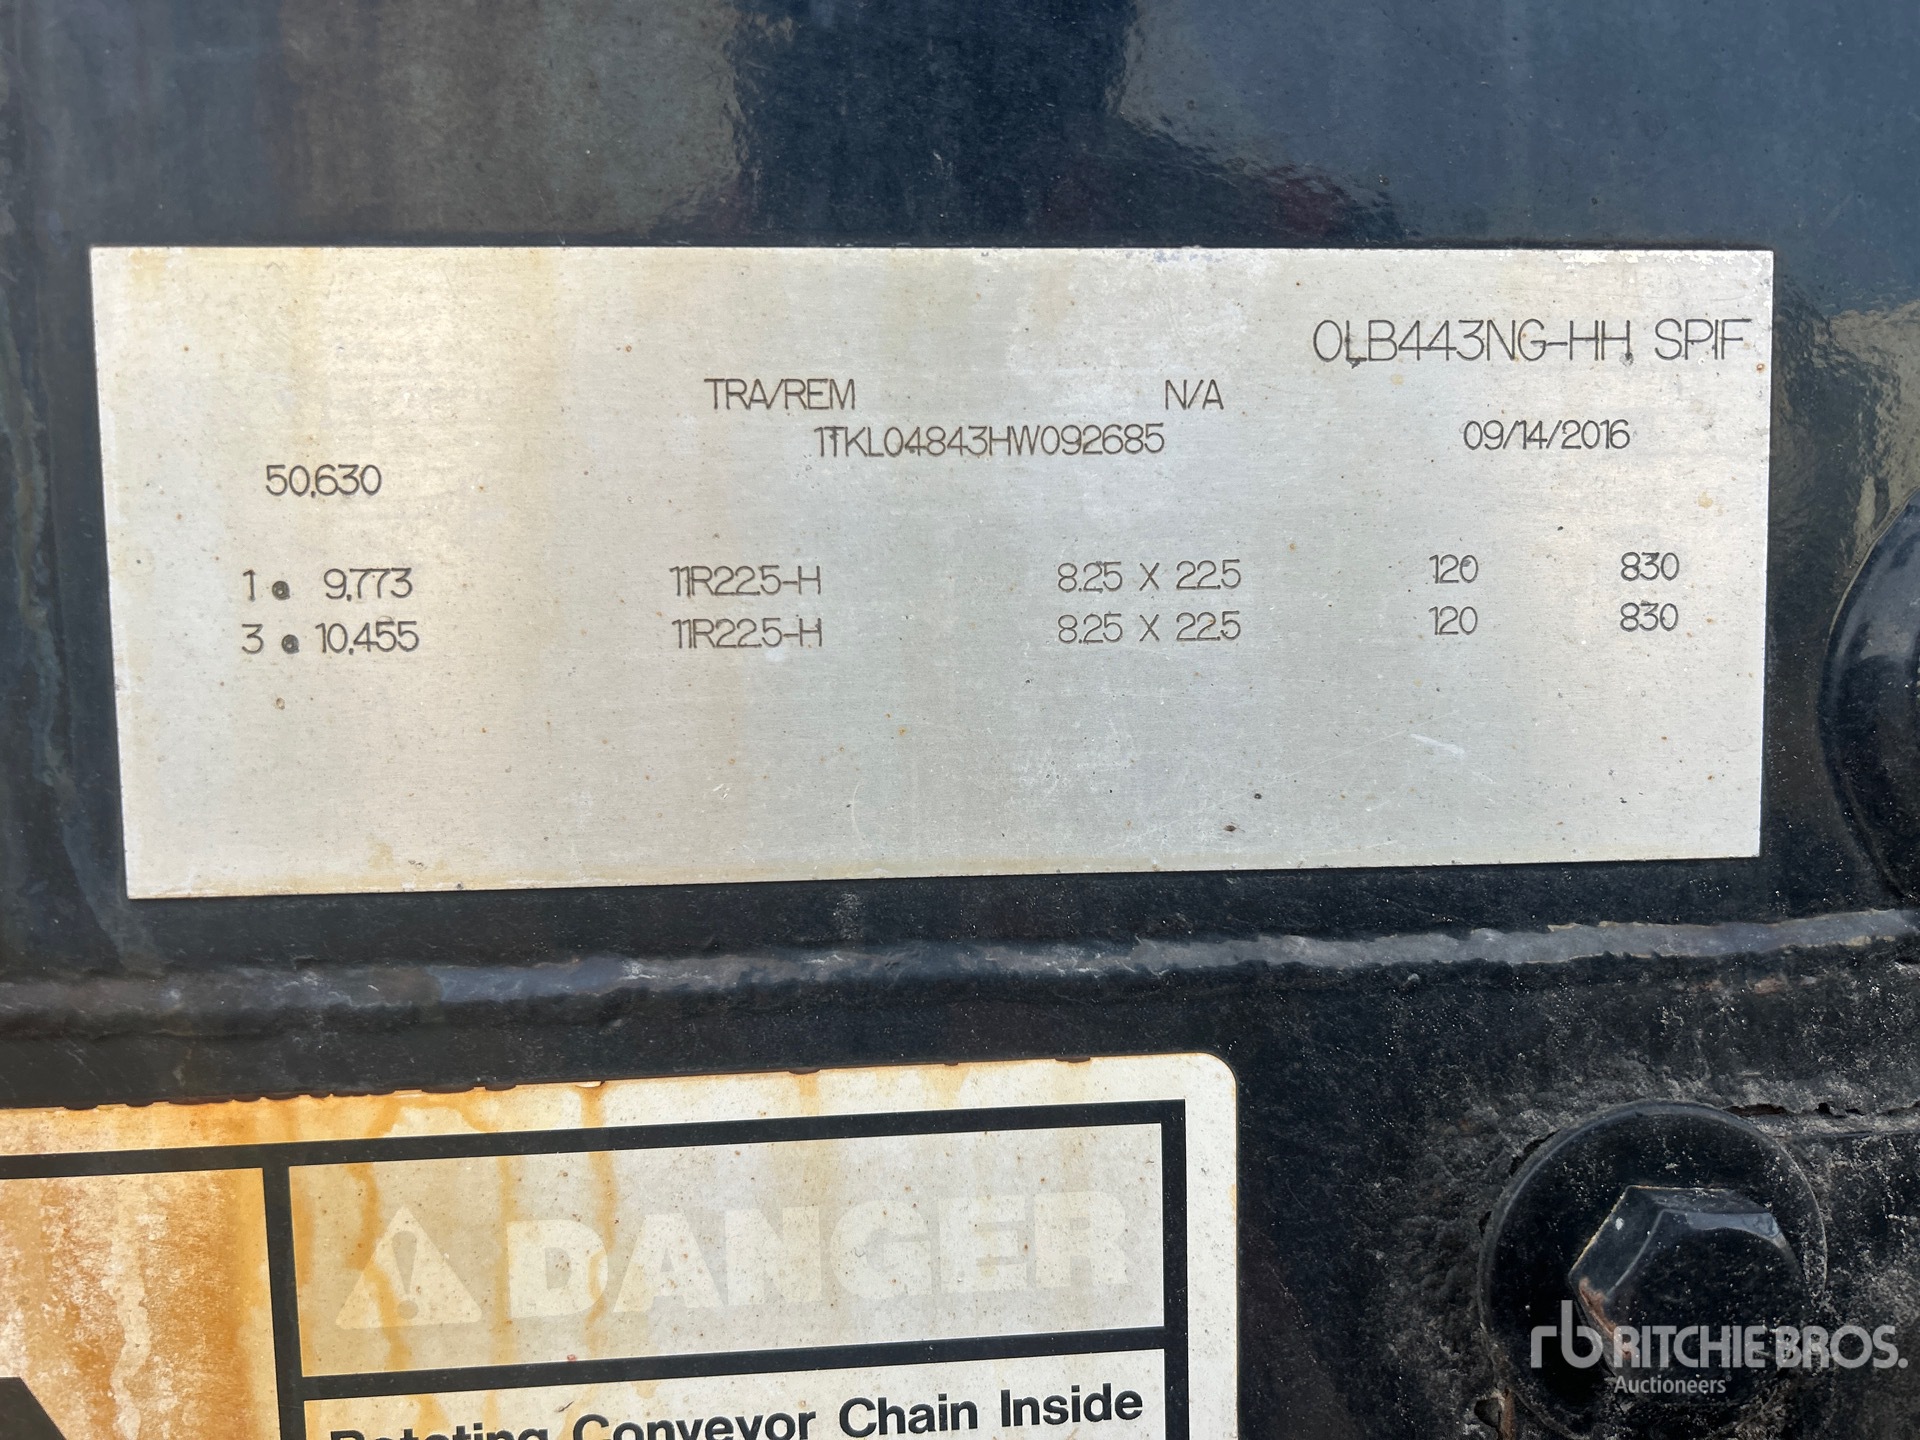 OLB443NG-HH SPIF
TRA/REM N/A
1TKL04843HW092685 09/14/2016
50,630
1 @ 9,773 11R22.5-H 8.25 X 22.5 120 830
3 @ 10,455 11R22.5-H 8.25 X 22.5 120 830
DANGER
Rotating Conveyor Chain Inside
rb RITCHIE BROS.
Auctioneers